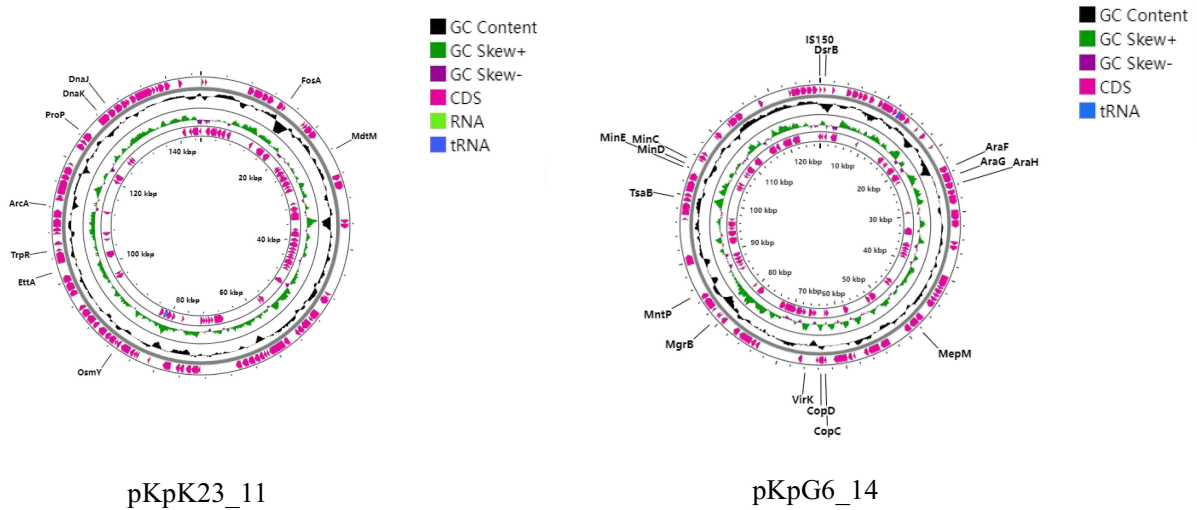 GC Content
GC Skew+
GC Skew-
CDS
RNA
tRNA
DnaJ
DnaK
ProP
ArcA
TrpR
EttA
OsmY
FosA
MdtM
140 kbp
20 kbp
120 kbp
40 kbp
100 kbp
80 kbp
60 kbp
pKpK23_11
GC Content
GC Skew+
GC Skew-
CDS
tRNA
IS150
DsrB
MinE
MinC
MinD
TsaB
MntP
MgrB
VirK
CopD
CopC
MepM
AraF
AraG
AraH
120 kbp
10 kbp
110 kbp
20 kbp
100 kbp
30 kbp
90 kbp
40 kbp
80 kbp
50 kbp
70 kbp
60 kbp
pKpG6_14